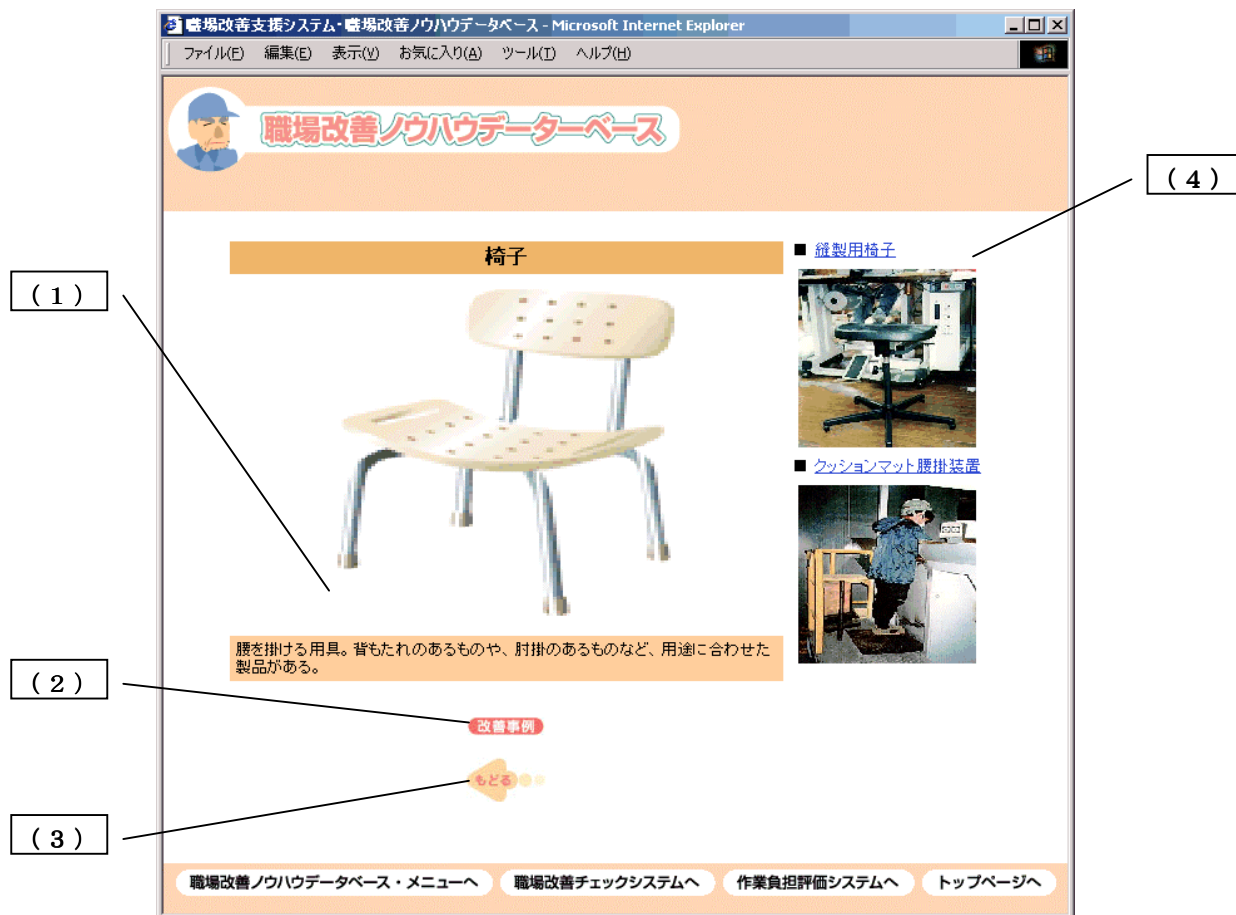 職場改善支援システム・職場改善ノウハウデータベース - Microsoft Internet Explorer
ファイル(F) 編集(E) 表示(V) お気に入り(A) ツール(T) ヘルプ(H)
職場改善ノウハウデーターベース
(4)
椅子
■ 縫製用椅子
(1)
■ クッションマット腰掛装置
腰を掛ける用具。背もたれのあるものや、肘掛のあるものなど、用途に合わせた
製品がある。
(2)
改善事例
もどる
(3)
職場改善ノウハウデータベース・メニューへ 職場改善チェックシステムへ 作業負担評価システムへ トップページへ